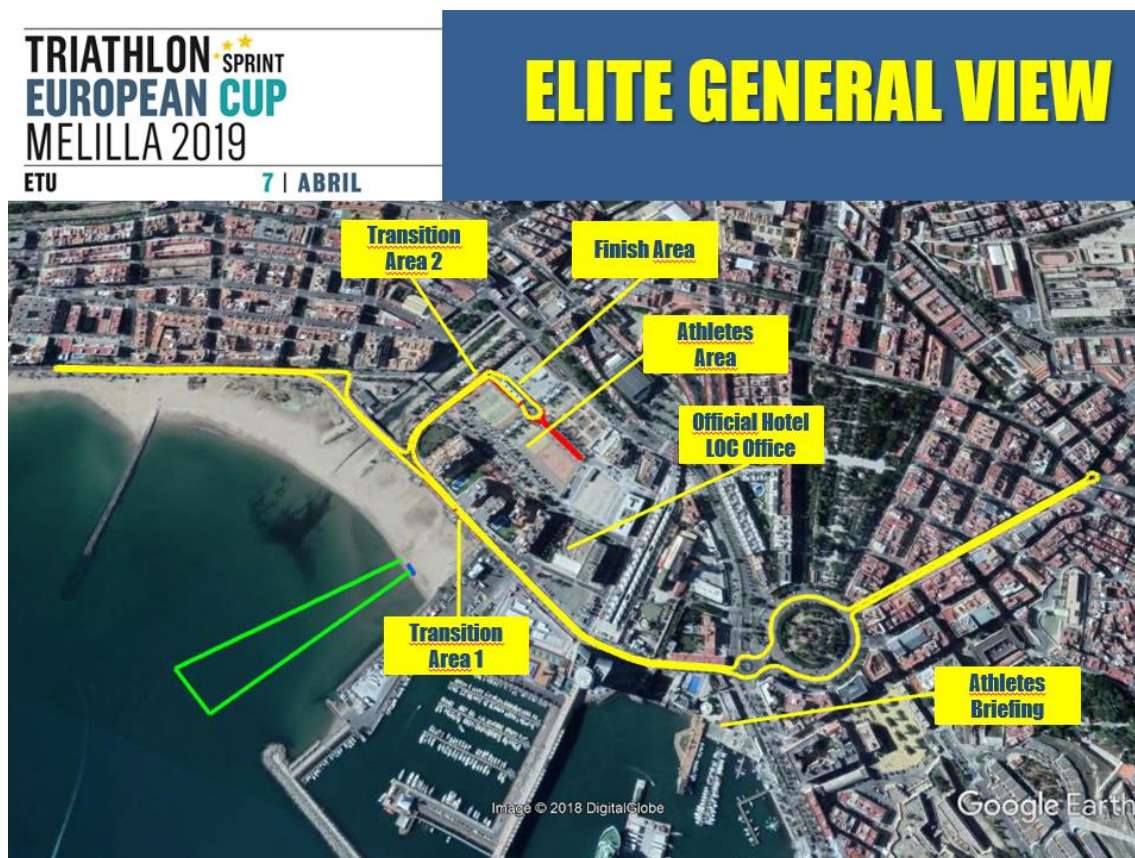 TRIATHLON SPRINT
EUROPEAN CUP
MELILLA 2019
ETU 7 | ABRIL
ELITE GENERAL VIEW
Transition
Area 2
Finish Area
Athletes
Area
Official Hotel
LOC Office
Transition
Area 1
Athletes
Briefing
Image © 2018 DigitalGlobe
Google Earth